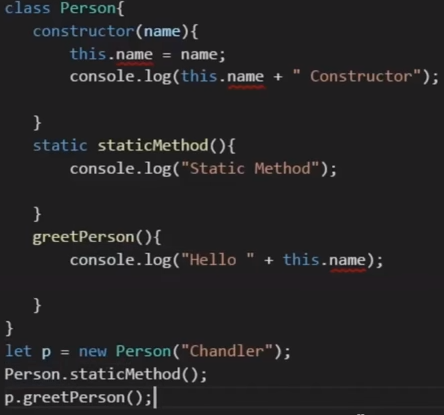 class Person{
constructor(name){
this.name = name;
console.log(this.name + " Constructor");
}
static staticMethod(){
console.log("Static Method");
}
greetPerson(){
console.log("Hello " + this.name);
}
}
let p = new Person("Chandler");
Person.staticMethod();
p.greetPerson();